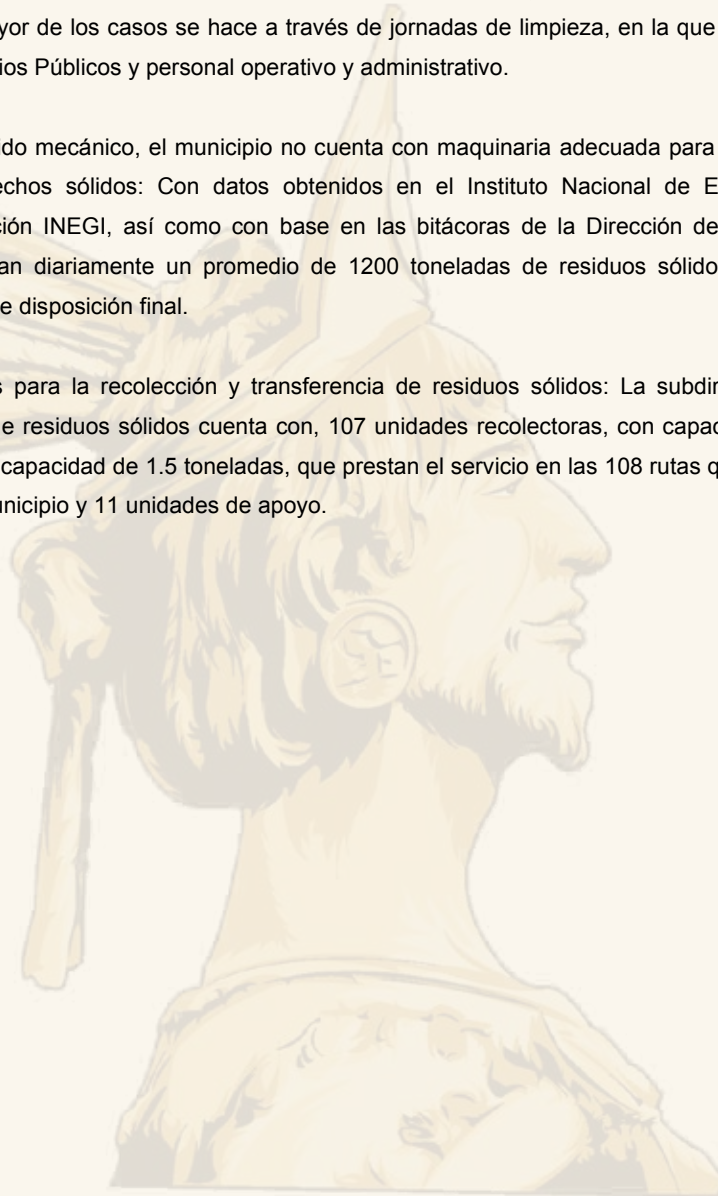 yor de los casos se hace a través de jornadas de limpieza, en la que
ios Públicos y personal operativo y administrativo.
ido mecánico, el municipio no cuenta con maquinaria adecuada para
echos sólidos: Con datos obtenidos en el Instituto Nacional de E
ción INEGI, así como con base en las bitácoras de la Dirección de
an diariamente un promedio de 1200 toneladas de residuos sólido
e disposición final.
s para la recolección y transferencia de residuos sólidos: La subdir
e residuos sólidos cuenta con, 107 unidades recolectoras, con capac
capacidad de 1.5 toneladas, que prestan el servicio en las 108 rutas q
unicipio y 11 unidades de apoyo.